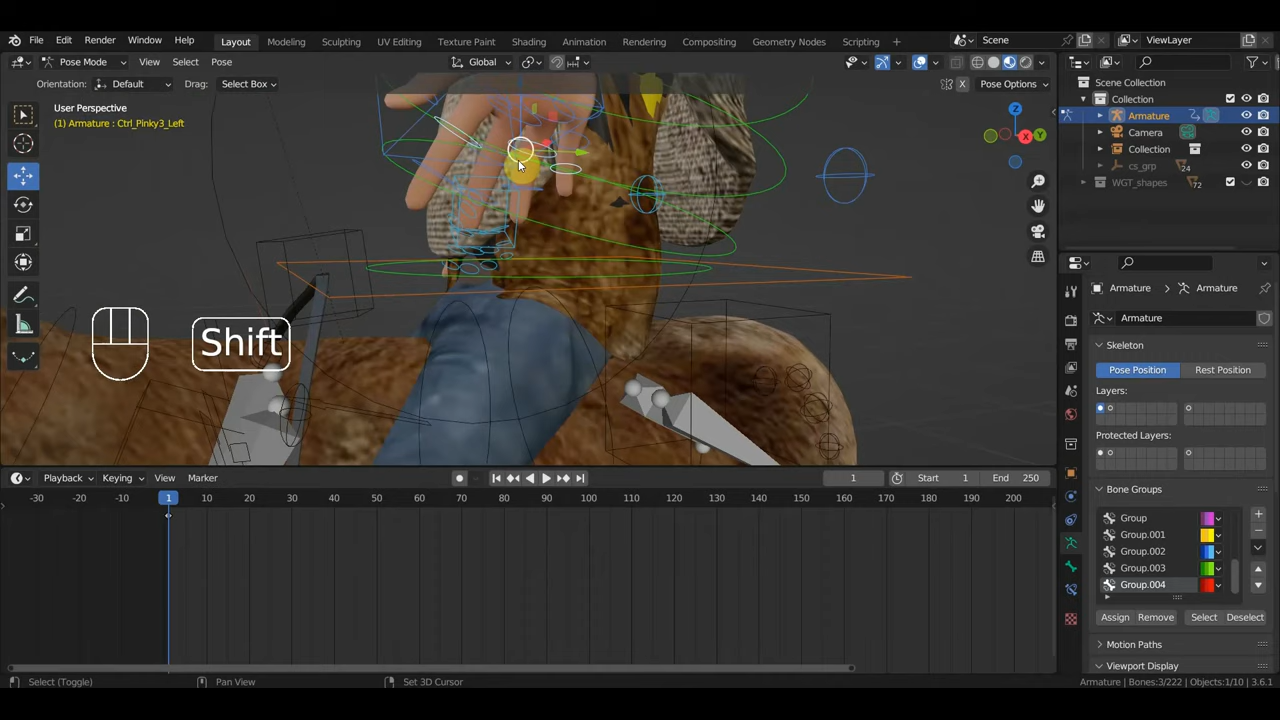 File Edit Render Window Help Layout Modeling Sculpting UV Editing Texture Paint Shading Animation Rendering Compositing Geometry Nodes Scripting + Scene ViewLayer
Pose Mode View Select Pose Global
Orientation: Default Drag: Select Box X Pose Options
Scene Collection
Collection
Armature
Camera
Collection
cs_grp 24
WGT_shapes 72
User Perspective
(1) Armature : Ctrl_Pinky3_Left
Z
X Y
Shift
Armature > Armature
Armature
Skeleton
Pose Position Rest Position
Layers:
Protected Layers:
Bone Groups
Group
Group.001
Group.002
Group.003
Group.004
Assign Remove Select Deselect
Motion Paths
Viewport Display
Playback Keying View Marker 1 Start 1 End 250
-30 -20 -10 1 10 20 30 40 50 60 70 80 90 100 110 120 130 140 150 160 170 180 190 200
Select (Toggle) Pan View Set 3D Cursor Armature | Bones:3/222 | Objects:1/10 | 3.6.1